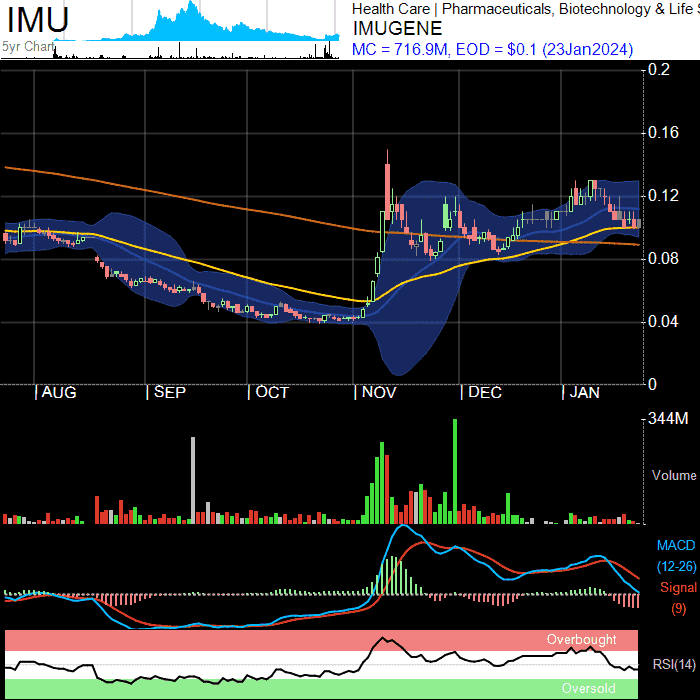 IMU
5yr Chart
Health Care | Pharmaceuticals, Biotechnology & Life S
IMUGENE
MC = 716.9M, EOD = $0.1 (23Jan2024)
0.2
0.16
0.12
0.08
0.04
0
| AUG | SEP | OCT | NOV | DEC | JAN
344M
Volume
MACD
(12-26)
Signal
(9)
Overbought
RSI(14)
Oversold